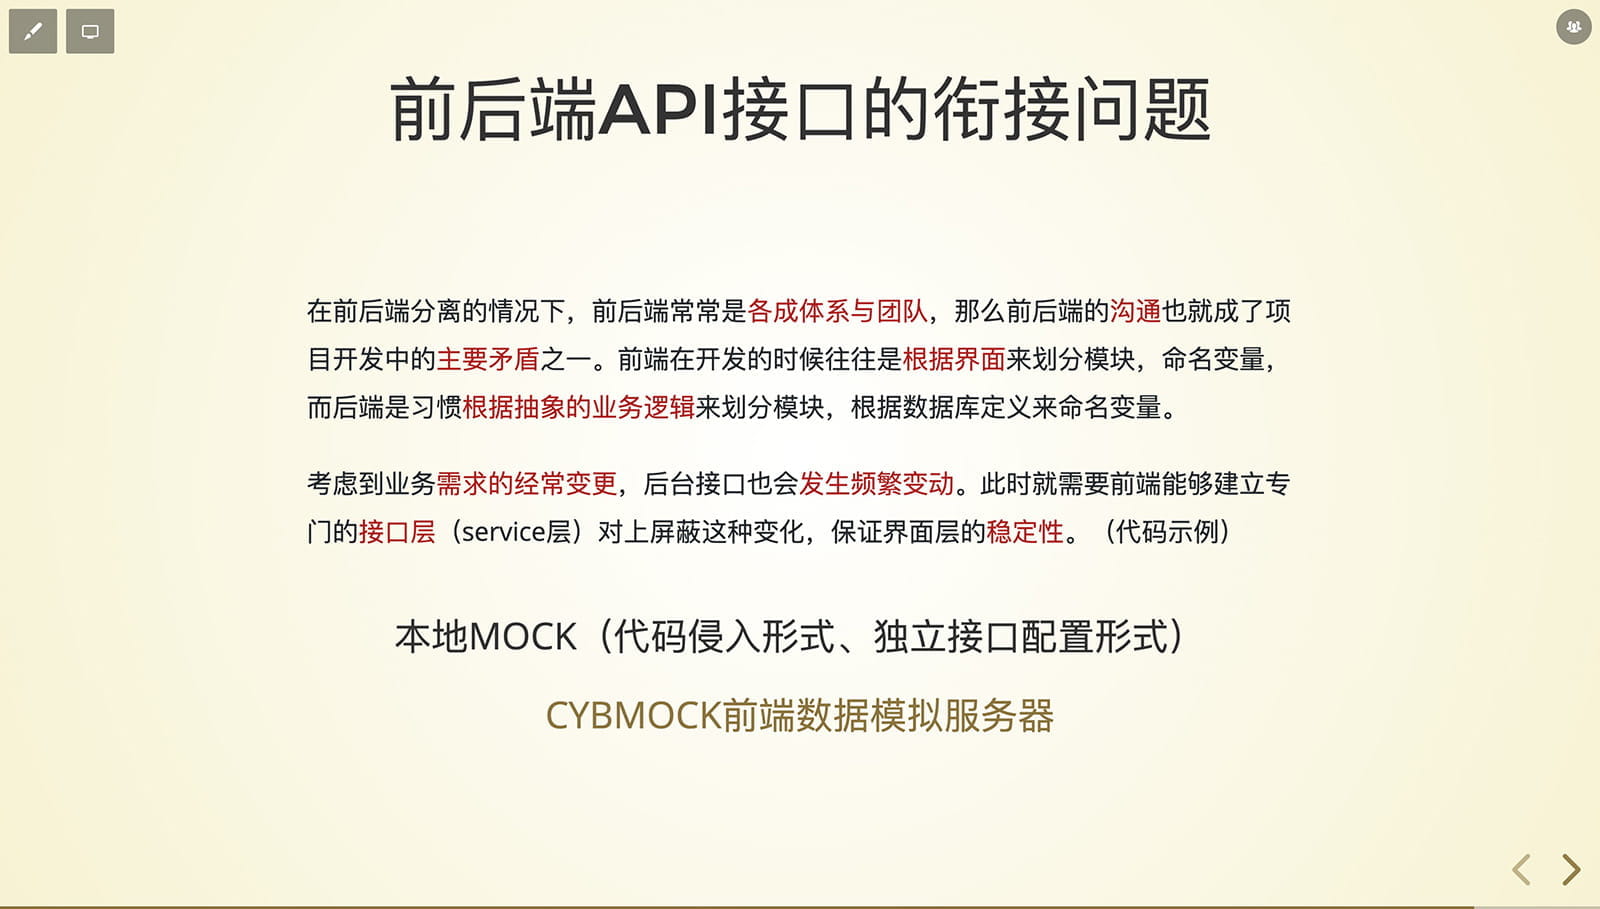 前后端API接口的衔接问题
在前后端分离的情况下，前后端常常是各成体系与团队，那么前后端的沟通也就成了项
目开发中的主要矛盾之一。前端在开发的时候往往是根据界面来划分模块，命名变量，
而后端是习惯根据抽象的业务逻辑来划分模块，根据数据库定义来命名变量。
考虑到业务需求的经常变更，后台接口也会发生频繁变动。此时就需要前端能够建立专
门的接口层（service层）对上屏蔽这种变化，保证界面层的稳定性。（代码示例）
本地MOCK（代码侵入形式、独立接口配置形式）
CYBMOCK前端数据模拟服务器